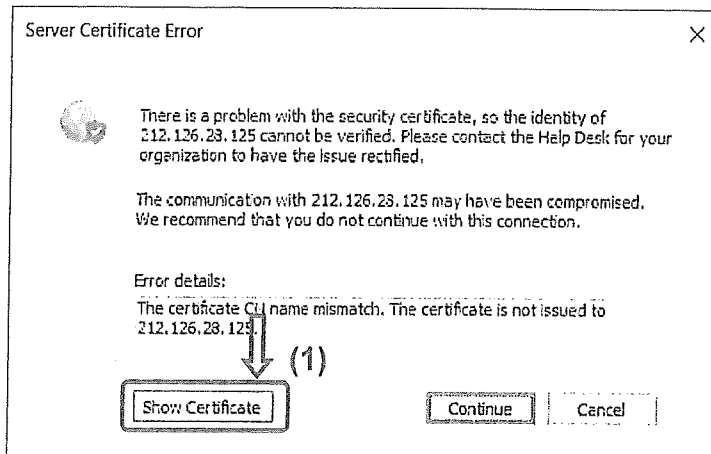 Server Certificate Error
There is a problem with the security certificate, so the identity of
212.126.23.125 cannot be verified. Please contact the Help Desk for your
organization to have the issue rectified.
The communication with 212.126.23.125 may have been compromised.
We recommend that you do not continue with this connection.
Error details:
The certificate CN name mismatch. The certificate is not issued to
212.126.23.125.
(1)
Show Certificate
Continue
Cancel